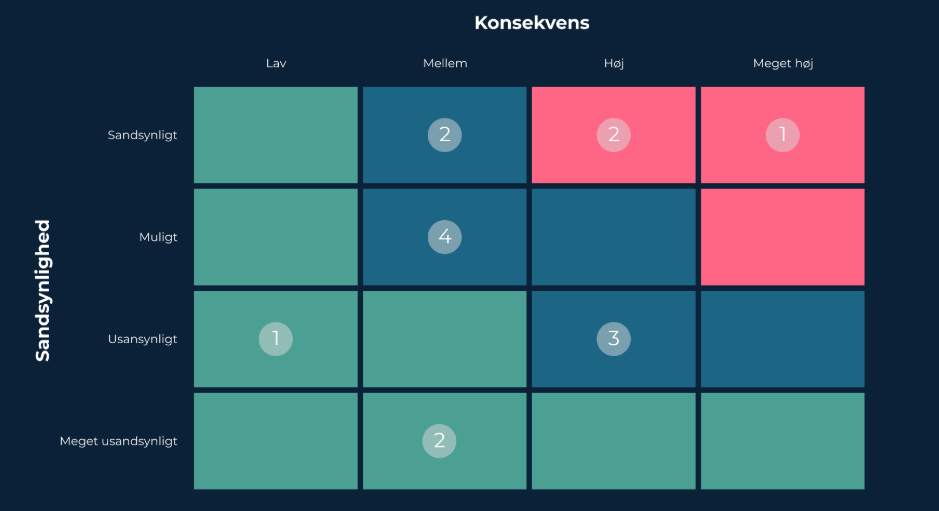 Konsekvens
Lav Mellem Høj Meget høj
Sandsynlighed
Sandsynligt 2 2 1
Muligt 4
Usansynligt 1 3
Meget usandsynligt 2